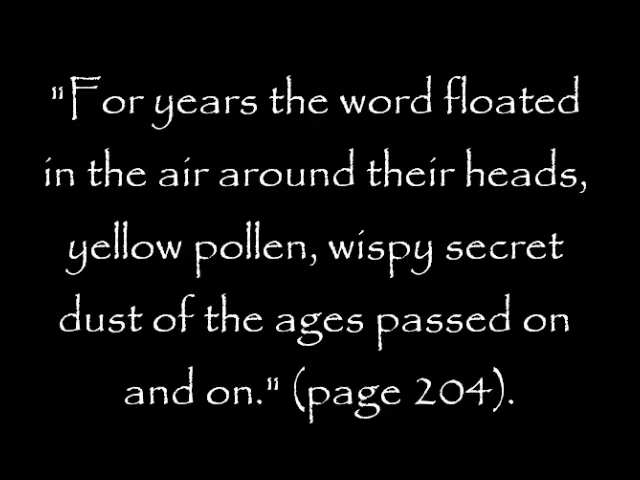 "For years the word floated
in the air around their heads,
yellow pollen, wispy secret
dust of the ages passed on
and on." (page 204).